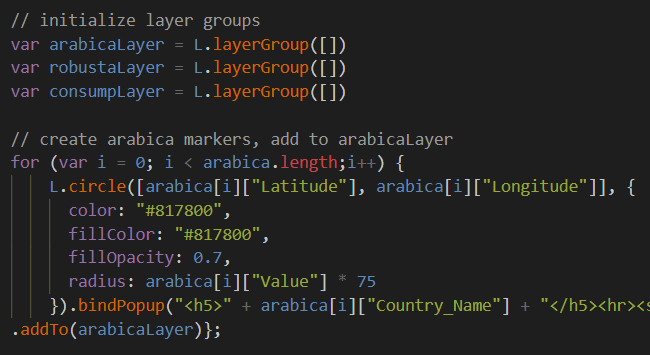 // initialize layer groups
var arabicaLayer = L.layerGroup([])
var robustaLayer = L.layerGroup([])
var consumpLayer = L.layerGroup([])
// create arabica markers, add to arabicaLayer
for (var i = 0; i < arabica.length;i++) {
L.circle([arabica[i]["Latitude"], arabica[i]["Longitude"]], {
color: "#817800",
fillColor: "#817800",
fillOpacity: 0.7,
radius: arabica[i]["Value"] * 75
}).bindPopup("<h5>" + arabica[i]["Country_Name"] + "</h5><hr><s
.addTo(arabicaLayer)};